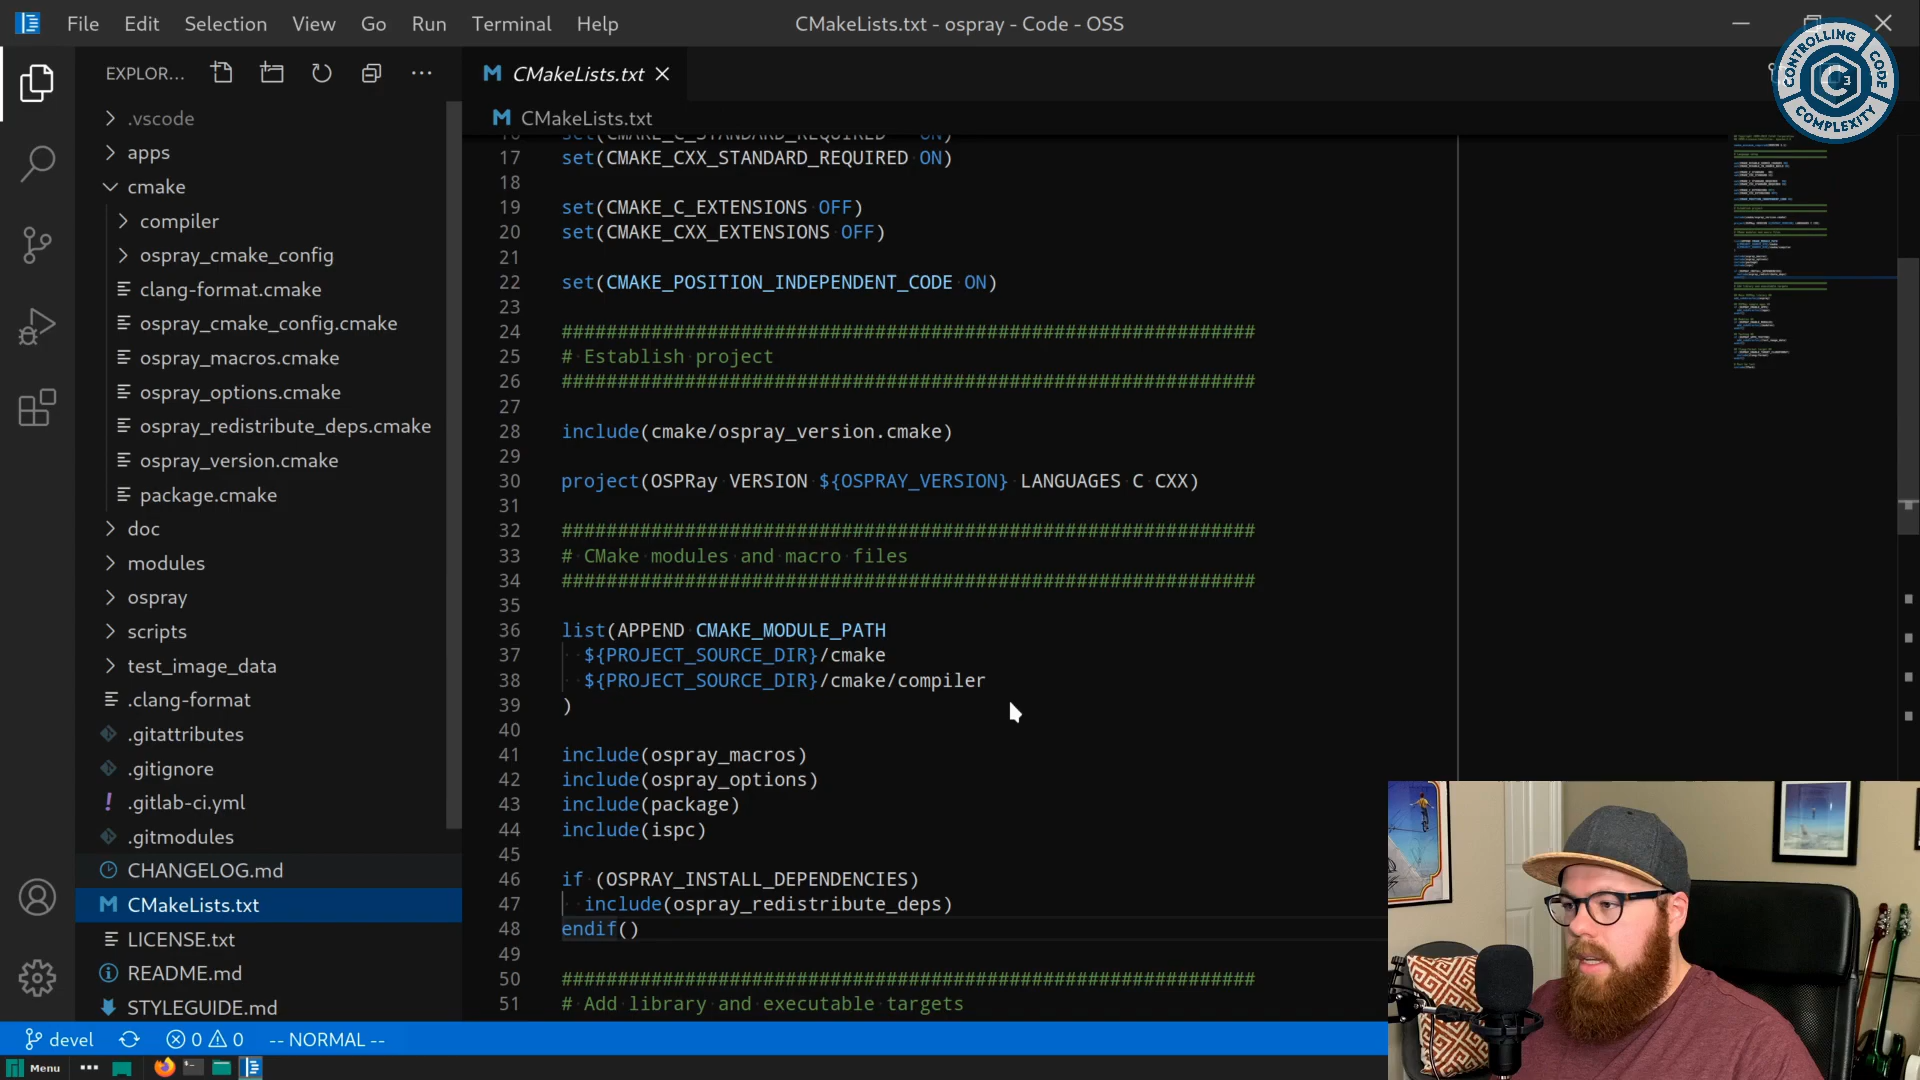 File Edit Selection View Go Run Terminal Help
CMakeLists.txt - ospray - Code - OSS
CONTROLLING CODE COMPLEXITY
C3
EXPLOR...
.vscode
apps
cmake
compiler
ospray_cmake_config
clang-format.cmake
ospray_cmake_config.cmake
ospray_macros.cmake
ospray_options.cmake
ospray_redistribute_deps.cmake
ospray_version.cmake
package.cmake
doc
modules
ospray
scripts
test_image_data
.clang-format
.gitattributes
.gitignore
! .gitlab-ci.yml
.gitmodules
CHANGELOG.md
M CMakeLists.txt
LICENSE.txt
README.md
STYLEGUIDE.md
M CMakeLists.txt
M CMakeLists.txt
16 set(CMAKE_C_STANDARD_REQUIRED   ON)
17 set(CMAKE_CXX_STANDARD_REQUIRED ON)
18
19 set(CMAKE_C_EXTENSIONS OFF)
20 set(CMAKE_CXX_EXTENSIONS OFF)
21
22 set(CMAKE_POSITION_INDEPENDENT_CODE ON)
23
24 ##############################################################
25 # Establish project
26 ##############################################################
27
28 include(cmake/ospray_version.cmake)
29
30 project(OSPRay VERSION ${OSPRAY_VERSION} LANGUAGES C CXX)
31
32 ##############################################################
33 # CMake modules and macro files
34 ##############################################################
35
36 list(APPEND CMAKE_MODULE_PATH
37   ${PROJECT_SOURCE_DIR}/cmake
38   ${PROJECT_SOURCE_DIR}/cmake/compiler
39 )
40
41 include(ospray_macros)
42 include(ospray_options)
43 include(package)
44 include(ispc)
45
46 if (OSPRAY_INSTALL_DEPENDENCIES)
47   include(ospray_redistribute_deps)
48 endif()
49
50 ##############################################################
51 # Add library and executable targets
devel 0 0 -- NORMAL --
Menu